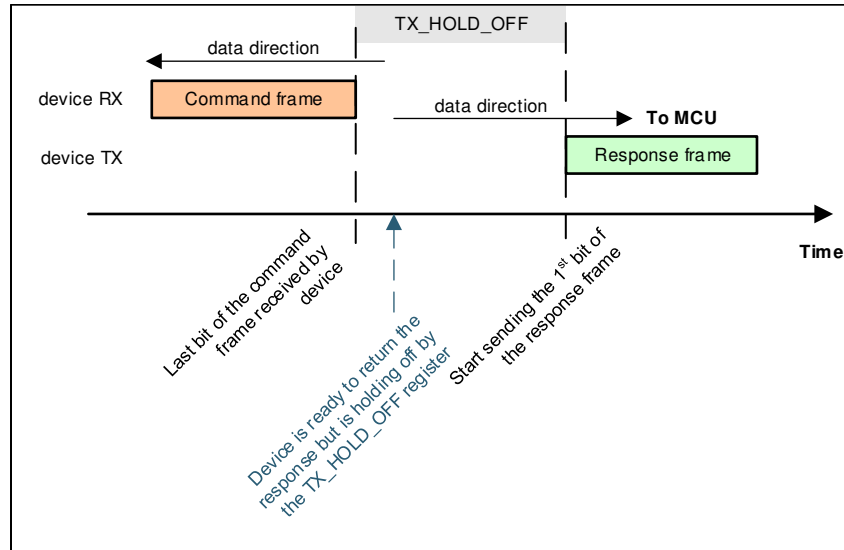 TX_HOLD_OFF
data direction
device RX
Command frame
data direction
To MCU
device TX
Response frame
Time
Last bit of the command
frame received by
device
Device is ready to return the
response but is holding off by
the TX_HOLD_OFF register
Start sending the 1st bit of
the response frame